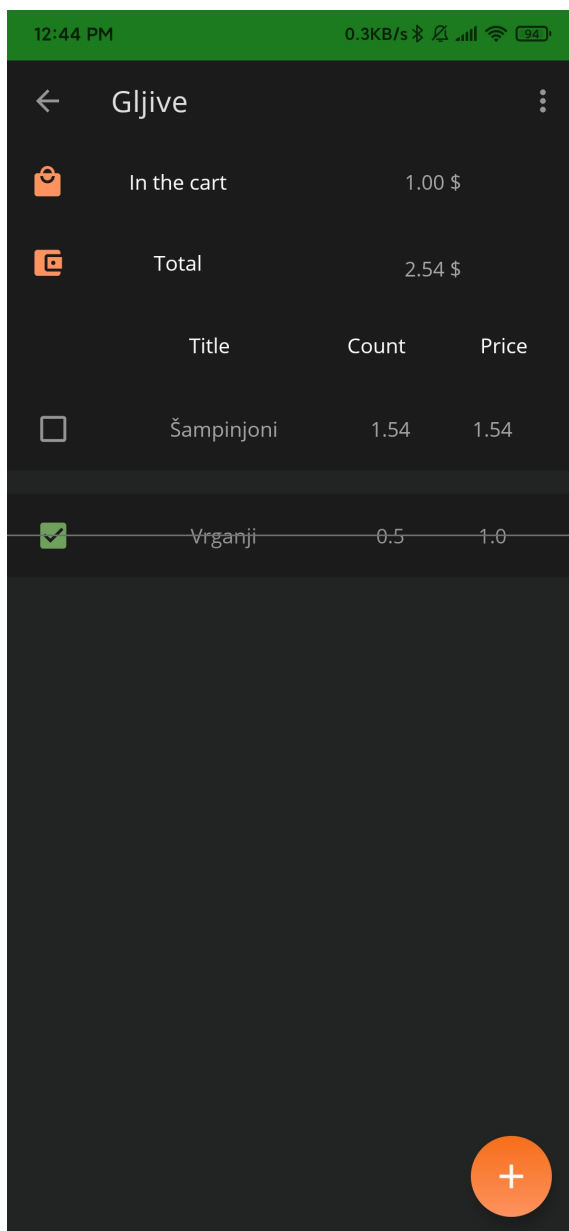 12:44 PM 0.3KB/s 94
Gljive
In the cart 1.00 $
Total 2.54 $
Title Count Price
Šampinjoni 1.54 1.54
Vrganji 0.5 1.0